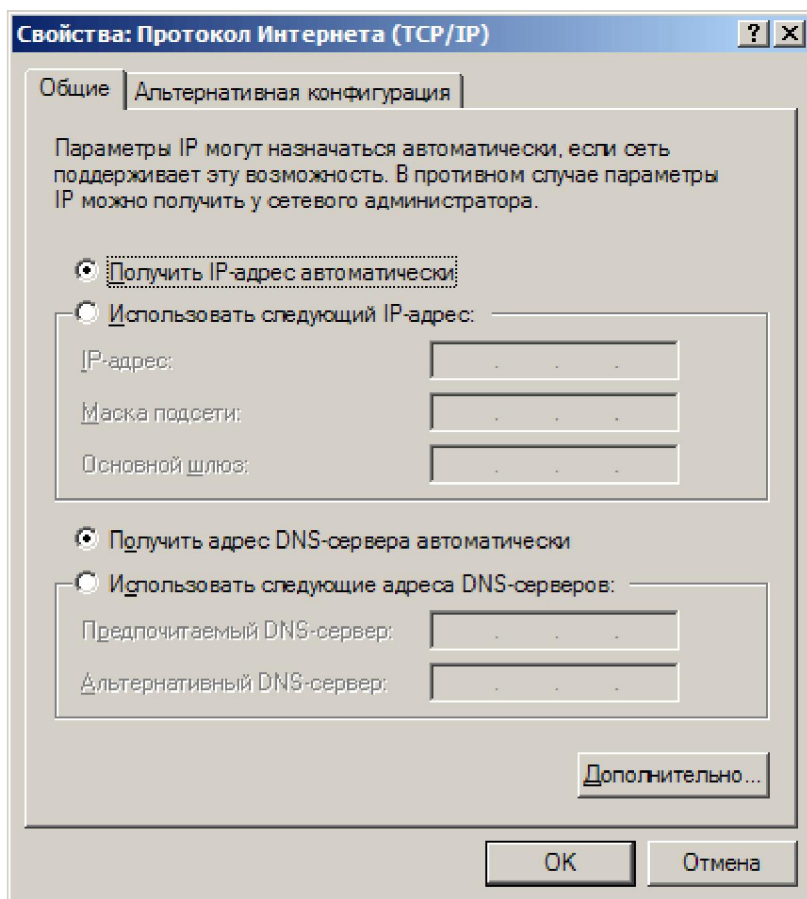 Свойства: Протокол Интернета (TCP/IP)
Общие
Альтернативная конфигурация
Параметры IP могут назначаться автоматически, если сеть
поддерживает эту возможность. В противном случае параметры
IP можно получить у сетевого администратора.
Получить IP-адрес автоматически
Использовать следующий IP-адрес:
IP-адрес:
Маска подсети:
Основной шлюз:
Получить адрес DNS-сервера автоматически
Использовать следующие адреса DNS-серверов:
Предпочитаемый DNS-сервер:
Альтернативный DNS-сервер:
Дополнительно...
OK
Отмена